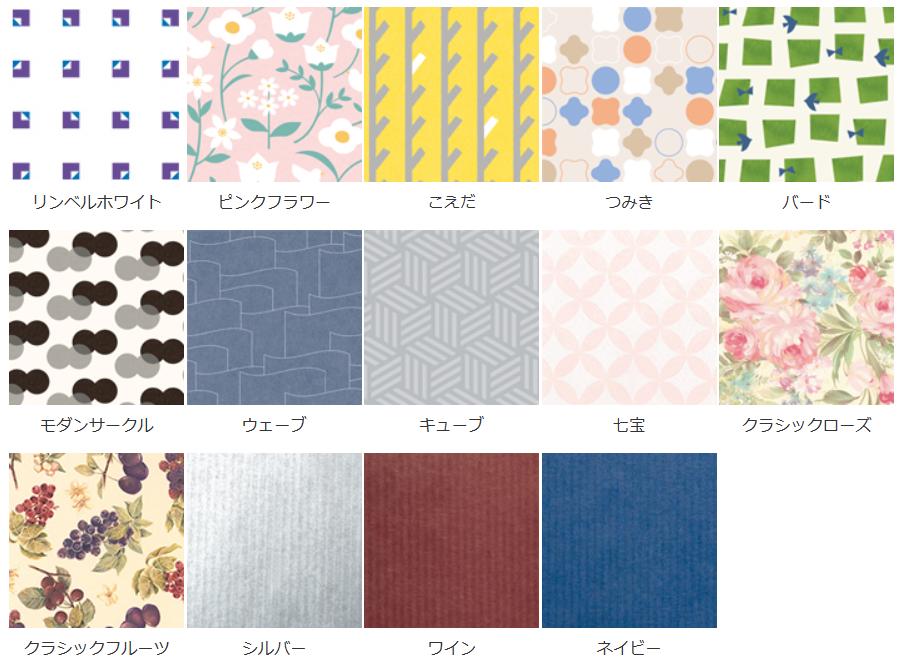 リンベルホワイト
ピンクフラワー
こえだ
つみき
バード
モダンサークル
ウェーブ
キューブ
七宝
クラシックローズ
クラシックフルーツ
シルバー
ワイン
ネイビー